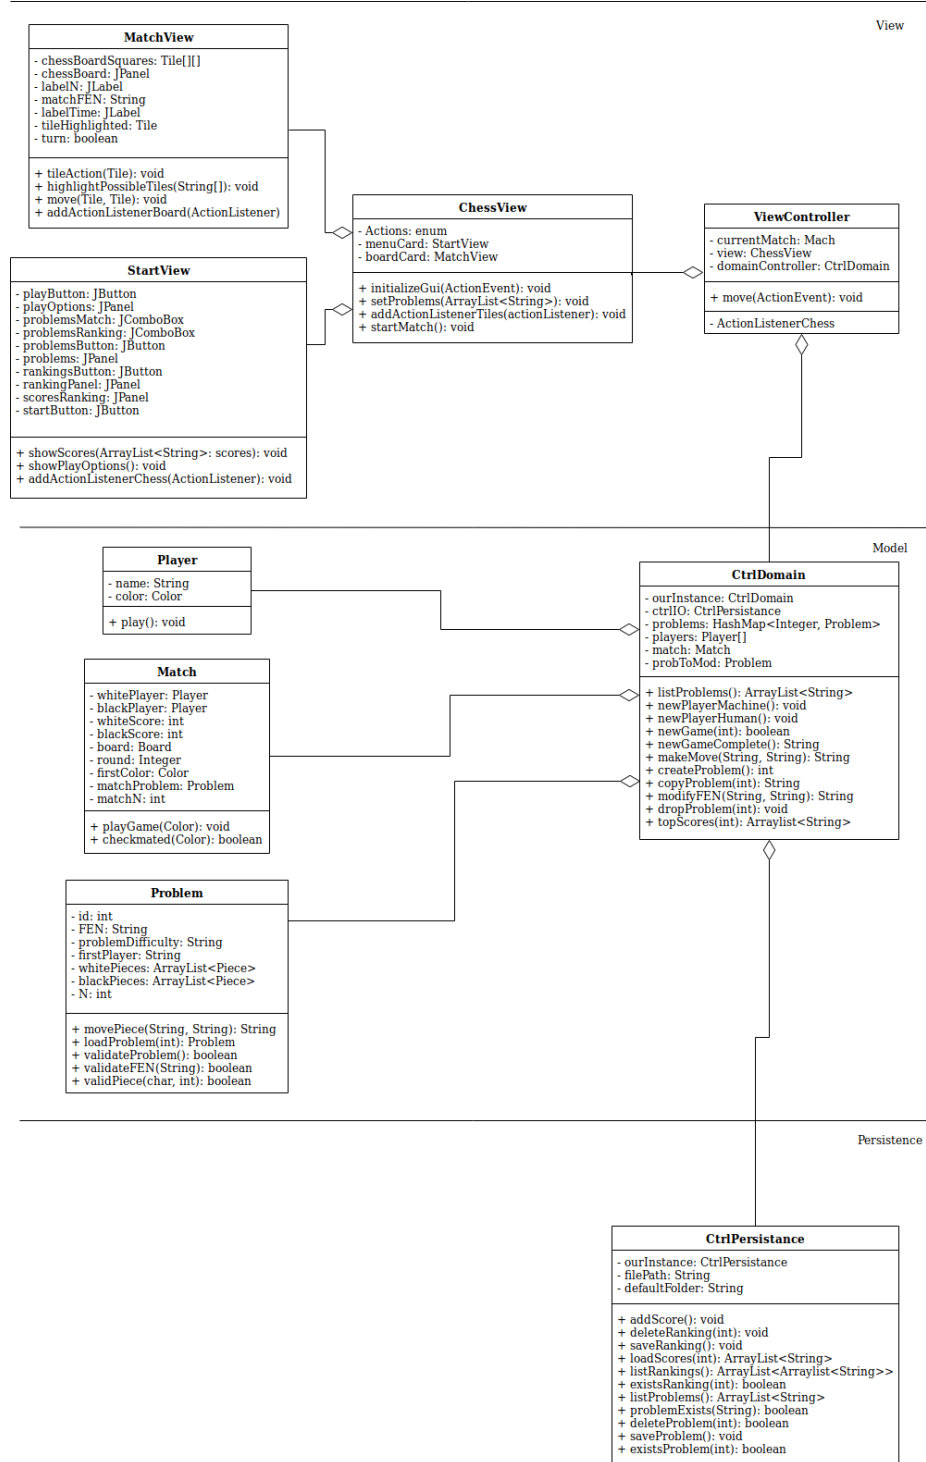 View
MatchView
- chessBoardSquares: Tile[][]
- chessBoard: JPanel
- labelN: JLabel
- matchFEN: String
- labelTime: JLabel
- tileHighlighted: Tile
- turn: boolean
+ tileAction(Tile): void
+ highlightPossibleTiles(String[]): void
+ move(Tile, Tile): void
+ addActionListenerBoard(ActionListener)
ChessView
- Actions: enum
- menuCard: StartView
- boardCard: MatchView
+ initializeGui(ActionEvent): void
+ setProblems(ArrayList<String>): void
+ addActionListenerTiles(actionListener): void
+ startMatch(): void
ViewController
- currentMatch: Mach
- view: ChessView
- domainController: CtrlDomain
+ move(ActionEvent): void
- ActionListenerChess
StartView
- playButton: JButton
- playOptions: JPanel
- problemsMatch: JComboBox
- problemsRanking: JComboBox
- problemsButton: JButton
- problems: JPanel
- rankingsButton: JButton
- rankingPanel: JPanel
- scoresRanking: JPanel
- startButton: JButton
+ showScores(ArrayList<String>: scores): void
+ showPlayOptions(): void
+ addActionListenerChess(ActionListener): void
Model
Player
- name: String
- color: Color
+ play(): void
CtrlDomain
- ourInstance: CtrlDomain
- ctrlIO: CtrlPersistance
- problems: HashMap<Integer, Problem>
- players: Player[]
- match: Match
- probToMod: Problem
+ listProblems(): ArrayList<String>
+ newPlayerMachine(): void
+ newPlayerHuman(): void
+ newGame(int): boolean
+ newGameComplete(): String
+ makeMove(String, String): String
+ createProblem(): int
+ copyProblem(int): String
+ modifyFEN(String, String): String
+ dropProblem(int): void
+ topScores(int): Arraylist<String>
Match
- whitePlayer: Player
- blackPlayer: Player
- whiteScore: int
- blackScore: int
- board: Board
- round: Integer
- firstColor: Color
- matchProblem: Problem
- matchN: int
+ playGame(Color): void
+ checkmated(Color): boolean
Problem
- id: int
- FEN: String
- problemDifficulty: String
- firstPlayer: String
- whitePieces: ArrayList<Piece>
- blackPieces: ArrayList<Piece>
- N: int
+ movePiece(String, String): String
+ loadProblem(int): Problem
+ validateProblem(): boolean
+ validateFEN(String): boolean
+ validPiece(char, int): boolean
Persistence
CtrlPersistance
- ourInstance: CtrlPersistance
- filePath: String
- defaultFolder: String
+ addScore(): void
+ deleteRanking(int): void
+ saveRanking(): void
+ loadScores(int): ArrayList<String>
+ listRankings(): ArrayList<Arraylist<String>>
+ existsRanking(int): boolean
+ listProblems(): ArrayList<String>
+ problemExists(String): boolean
+ deleteProblem(int): boolean
+ saveProblem(): void
+ existsProblem(int): boolean